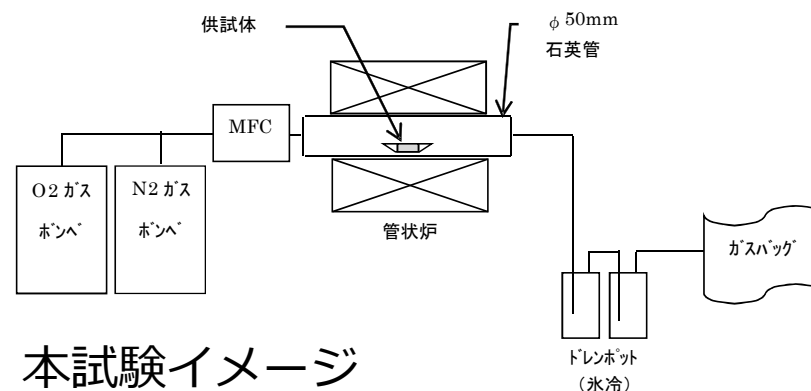 供試体
φ50mm
石英管
MFC
O2ｶﾞｽ
ﾎﾞﾝﾍﾞ
N2ｶﾞｽ
ﾎﾞﾝﾍﾞ
管状炉
ｶﾞｽﾊﾞｯｸﾞ
ﾄﾞﾚﾝﾎﾟｯﾄ
（氷冷）
本試験イメージ